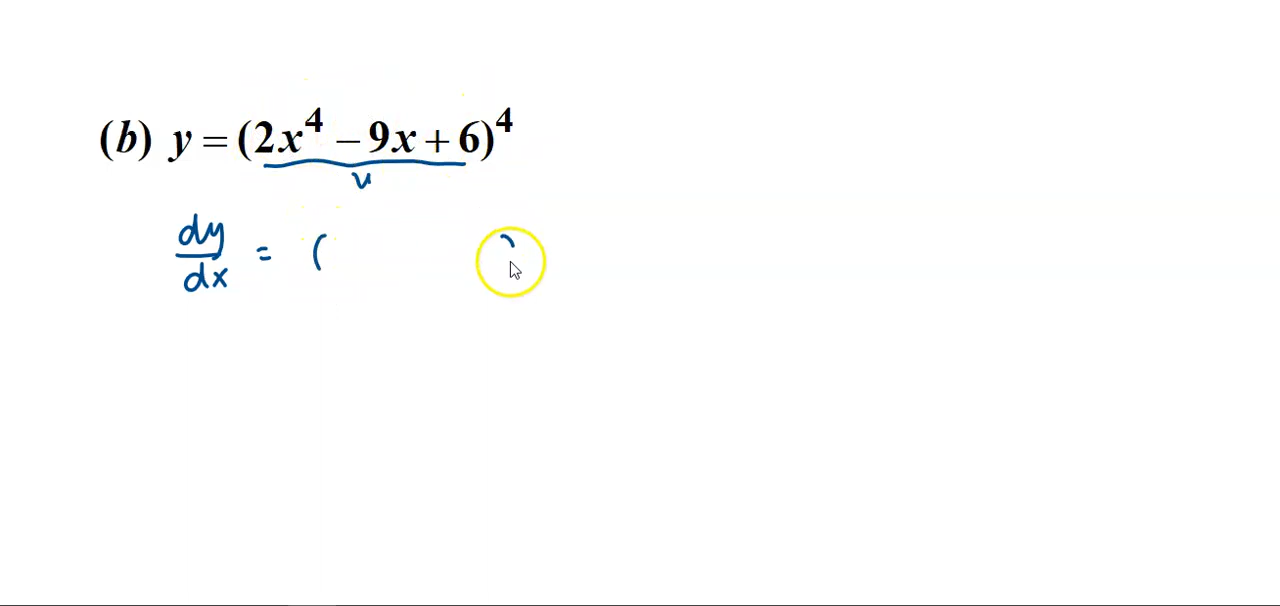 (b) y = (2x⁴ − 9x + 6)⁴
u
dy/dx = ( )